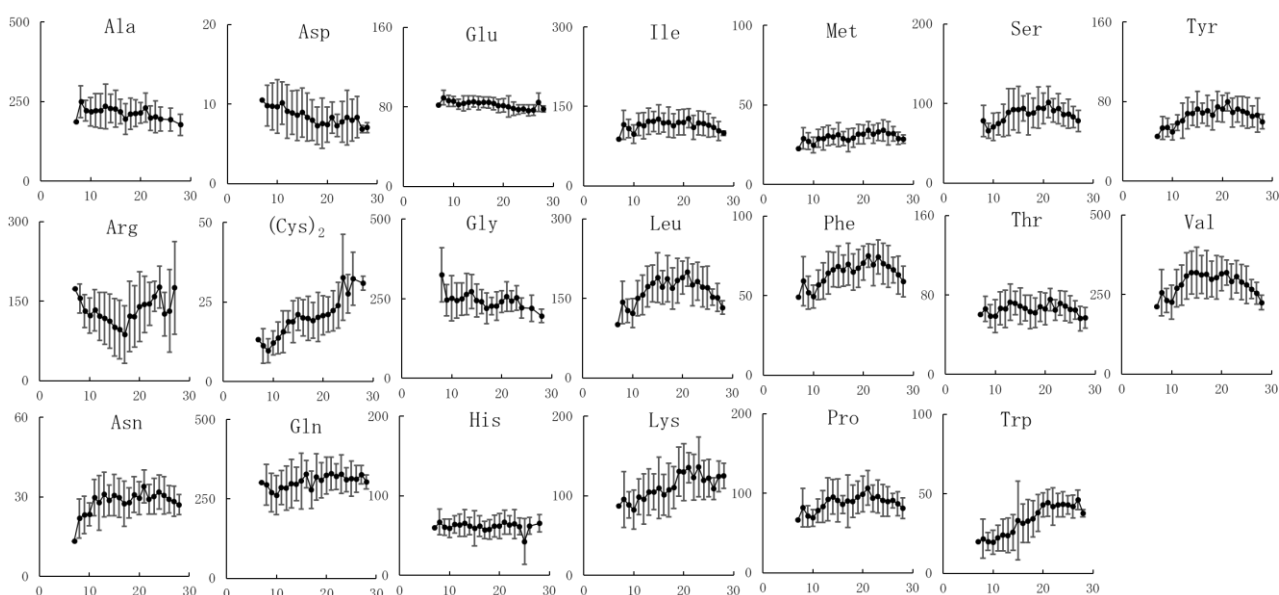 Ala Asp Glu Ile Met Ser Tyr
500 20 160 300 100 200 160
250 10 80 150 50 100 80
0 0 0 0 0 0 0
0 10 20 30 0 10 20 30 0 10 20 30 0 10 20 30 0 10 20 30 0 10 20 30 0 10 20 30
Arg (Cys)2 Gly Leu Phe Thr Val
300 50 500 300 100 160 500
150 25 250 150 50 80 250
0 0 0 0 0 0 0
0 10 20 30 0 10 20 30 0 10 20 30 0 10 20 30 0 10 20 30 0 10 20 30 0 10 20 30
Asn Gln His Lys Pro Trp
60 500 200 200 200 100
30 250 100 100 100 50
0 0 0 0 0 0
0 10 20 30 0 10 20 30 0 10 20 30 0 10 20 30 0 10 20 30 0 10 20 30